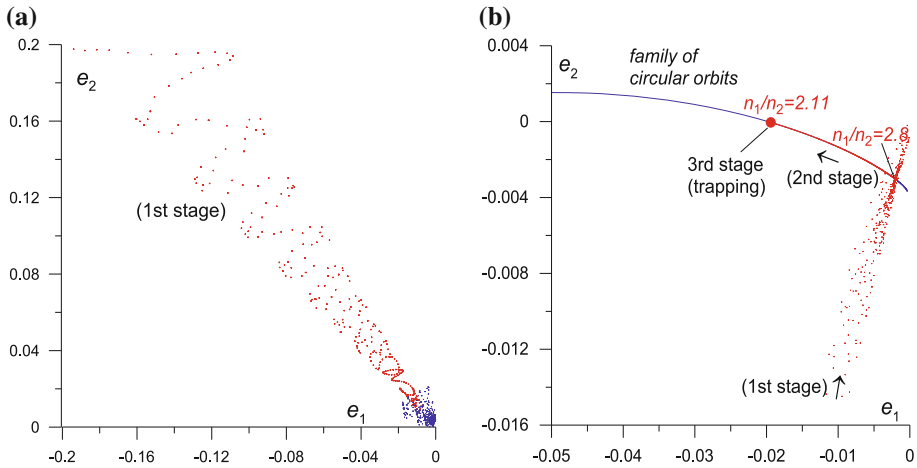 (a)
0.2
e2
0.16
0.12
(1st stage)
0.08
0.04
e1
0
-0.2
-0.16
-0.12
-0.08
-0.04
0
(b)
0.004
e2
family of
circular orbits
n1/n2=2.11
0
n1/n2=2.8
3rd stage
(trapping)
(2nd stage)
-0.004
-0.008
-0.012
(1st stage)
e1
-0.016
-0.05
-0.04
-0.03
-0.02
-0.01
0